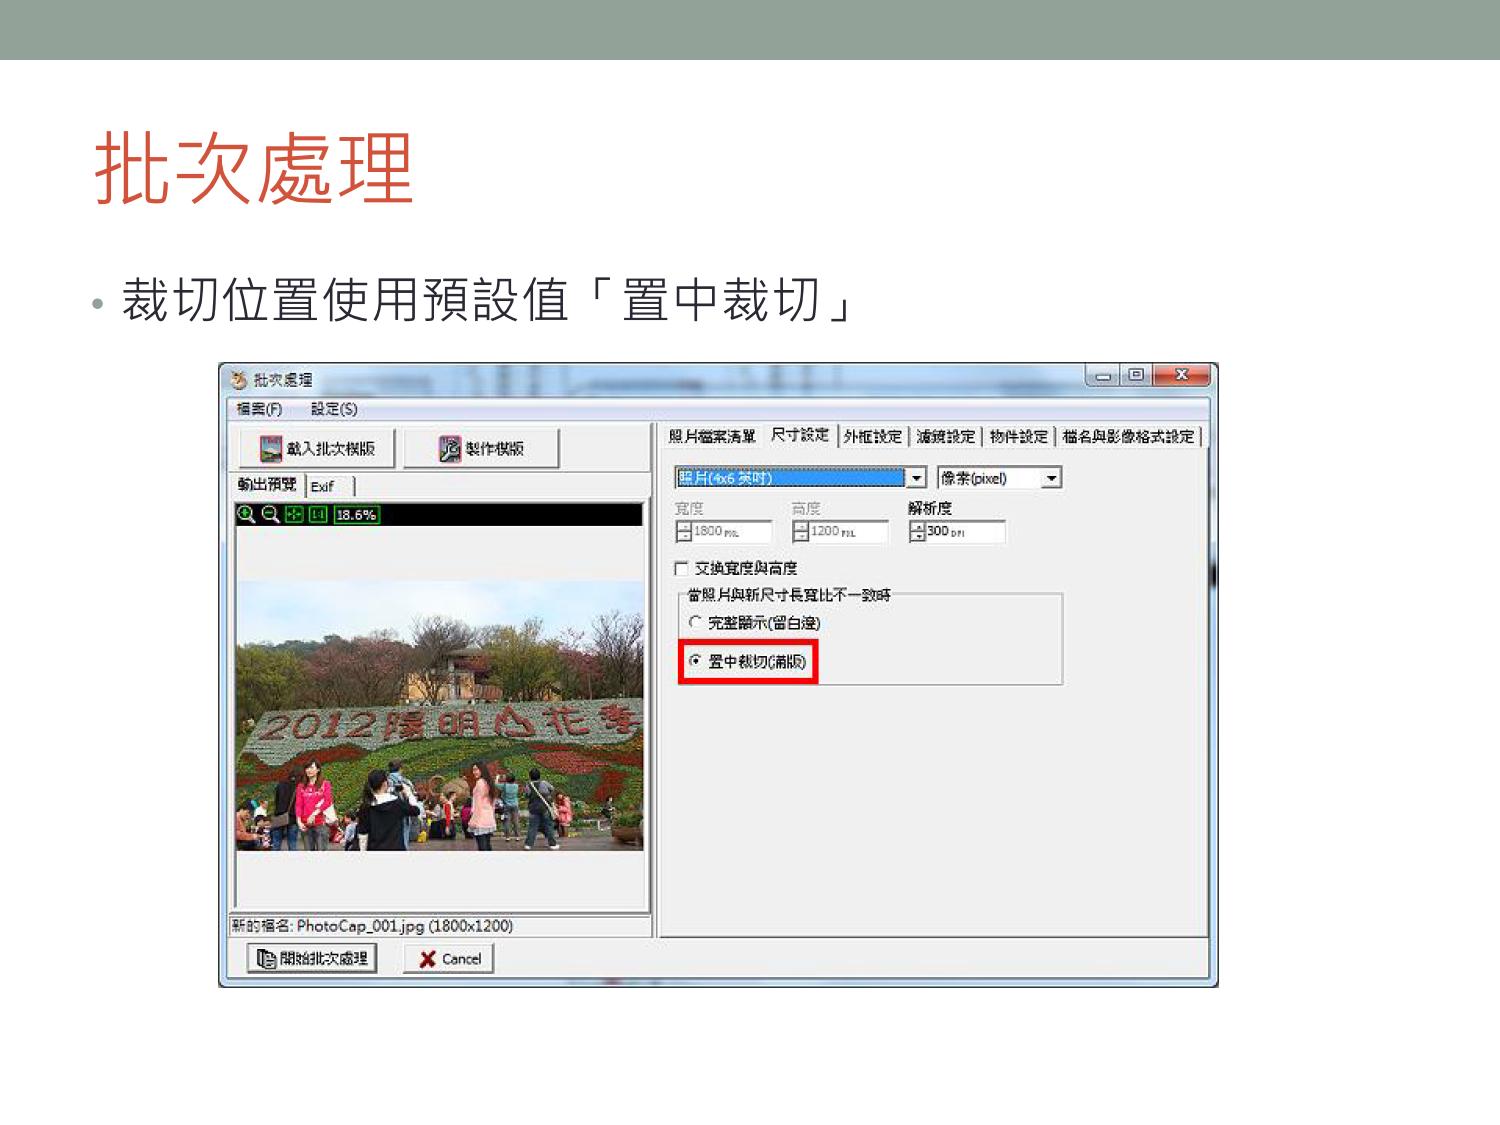 批次處理
• 裁切位置使用預設值「置中裁切」
批次處理
檔案(F) 設定(S)
載入批次模版 製作模版
照片檔案清單 尺寸設定 外框設定 濾鏡設定 物件設定 檔名與影像格式設定
輸出預覽 Exif
18.6%
照片(4x6 英吋) 像素(pixel)
寬度 高度 解析度
1800 PIXL 1200 PIXL 300 DPI
交換寬度與高度
當照片與新尺寸長寬比不一致時
完整顯示(留白邊)
置中裁切(滿版)
2012陽明山花季
新的檔名: PhotoCap_001.jpg (1800x1200)
開始批次處理 Cancel